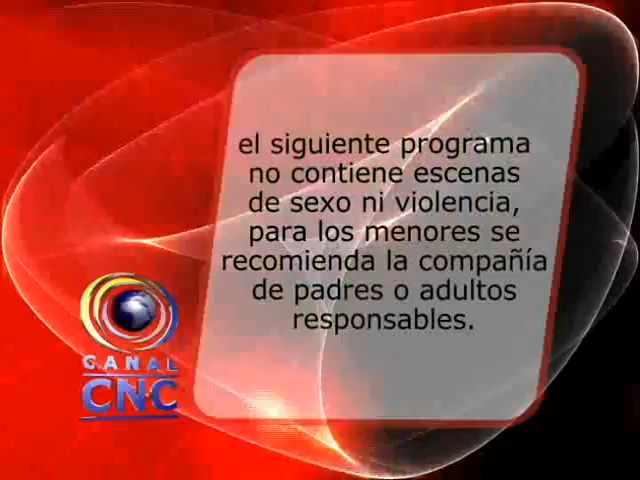 el siguiente programa
no contiene escenas
de sexo ni violencia,
para los menores se
recomienda la compañía
de padres o adultos
responsables.
CANAL
CNC